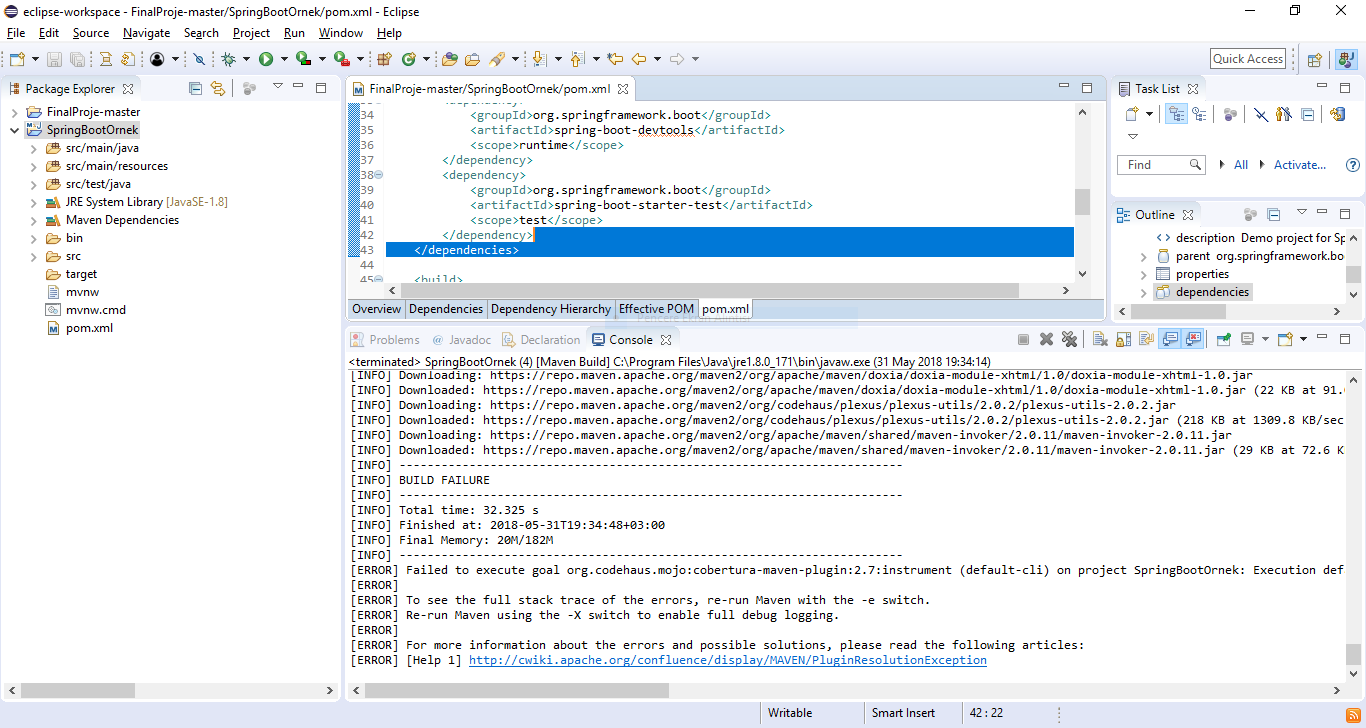 eclipse-workspace - FinalProje-master/SpringBootOrnek/pom.xml - Eclipse
File Edit Source Navigate Search Project Run Window Help
Quick Access
Package Explorer
FinalProje-master
SpringBootOrnek
src/main/java
src/main/resources
src/test/java
JRE System Library [JavaSE-1.8]
Maven Dependencies
bin
src
target
mvnw
mvnw.cmd
pom.xml
FinalProje-master/SpringBootOrnek/pom.xml
34 <groupId>org.springframework.boot</groupId>
35 <artifactId>spring-boot-devtools</artifactId>
36 <scope>runtime</scope>
37 </dependency>
38 <dependency>
39 <groupId>org.springframework.boot</groupId>
40 <artifactId>spring-boot-starter-test</artifactId>
41 <scope>test</scope>
42 </dependency>
43 </dependencies>
44
45 <build>
Overview Dependencies Dependency Hierarchy Effective POM pom.xml
Task List
Find All Activate...
Outline
description Demo project for Sp
parent org.springframework.bo
properties
dependencies
Problems Javadoc Declaration Console
<terminated> SpringBootOrnek (4) [Maven Build] C:\Program Files\Java\jre1.8.0_171\bin\javaw.exe (31 May 2018 19:34:14)
[INFO] Downloading: https://repo.maven.apache.org/maven2/org/apache/maven/doxia/doxia-module-xhtml/1.0/doxia-module-xhtml-1.0.jar
[INFO] Downloaded: https://repo.maven.apache.org/maven2/org/apache/maven/doxia/doxia-module-xhtml/1.0/doxia-module-xhtml-1.0.jar (22 KB at 91.
[INFO] Downloading: https://repo.maven.apache.org/maven2/org/codehaus/plexus/plexus-utils/2.0.2/plexus-utils-2.0.2.jar
[INFO] Downloaded: https://repo.maven.apache.org/maven2/org/codehaus/plexus/plexus-utils/2.0.2/plexus-utils-2.0.2.jar (218 KB at 1309.8 KB/sec
[INFO] Downloading: https://repo.maven.apache.org/maven2/org/apache/maven/shared/maven-invoker/2.0.11/maven-invoker-2.0.11.jar
[INFO] Downloaded: https://repo.maven.apache.org/maven2/org/apache/maven/shared/maven-invoker/2.0.11/maven-invoker-2.0.11.jar (29 KB at 72.6 K
[INFO] ------------------------------------------------------------------------
[INFO] BUILD FAILURE
[INFO] ------------------------------------------------------------------------
[INFO] Total time: 32.325 s
[INFO] Finished at: 2018-05-31T19:34:48+03:00
[INFO] Final Memory: 20M/182M
[INFO] ------------------------------------------------------------------------
[ERROR] Failed to execute goal org.codehaus.mojo:cobertura-maven-plugin:2.7:instrument (default-cli) on project SpringBootOrnek: Execution def
[ERROR]
[ERROR] To see the full stack trace of the errors, re-run Maven with the -e switch.
[ERROR] Re-run Maven using the -X switch to enable full debug logging.
[ERROR]
[ERROR] For more information about the errors and possible solutions, please read the following articles:
[ERROR] [Help 1] http://cwiki.apache.org/confluence/display/MAVEN/PluginResolutionException
Writable Smart Insert 42 : 22